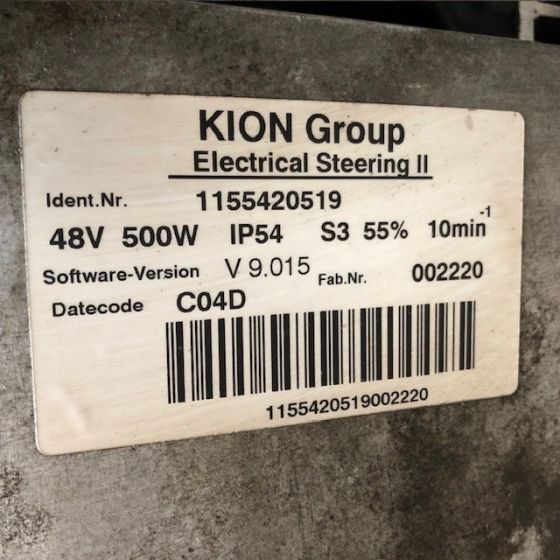 KION Group
Electrical Steering II
Ident.Nr. 1155420519
48V 500W IP54 S3 55% 10min⁻¹
Software-Version V 9.015 Fab.Nr. 002220
Datecode C04D
1155420519002220